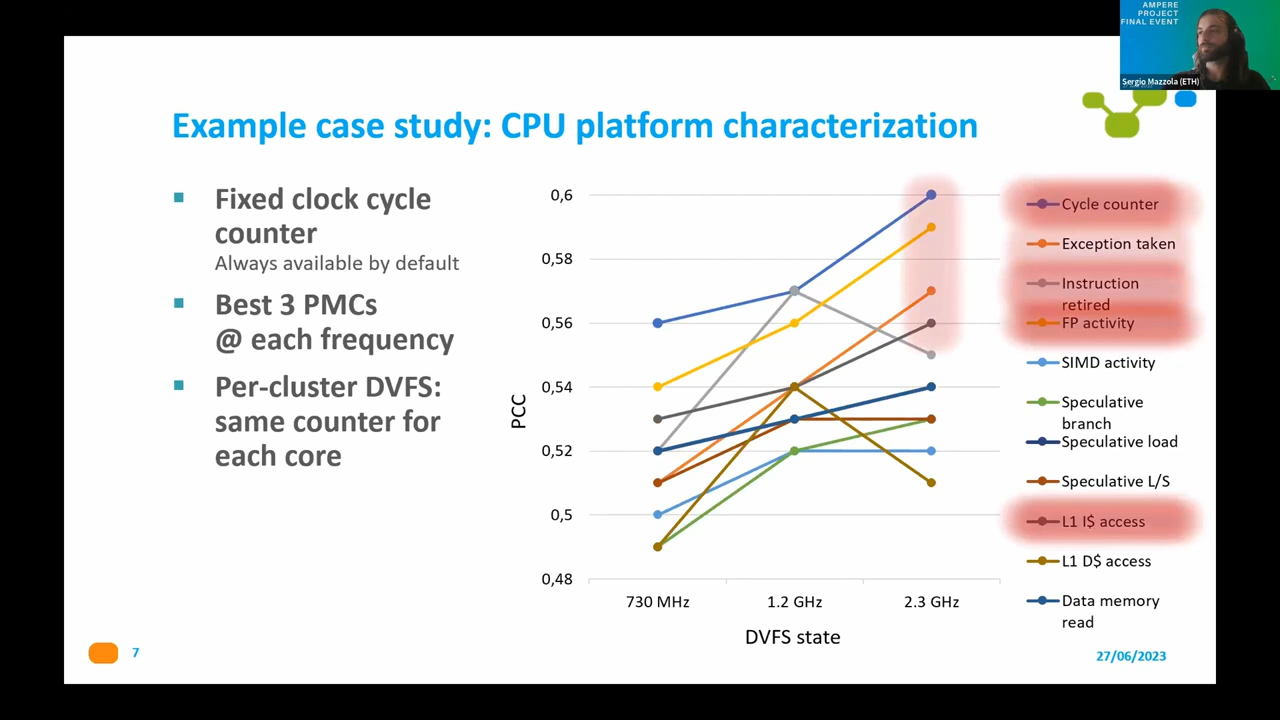 AMPERE
PROJECT
FINAL EVENT
Sergio Mazzola (ETH)
Example case study: CPU platform characterization
Fixed clock cycle
counter
Always available by default
Best 3 PMCs
@ each frequency
Per-cluster DVFS:
same counter for
each core
PCC
0,6
0,58
0,56
0,54
0,52
0,5
0,48
730 MHz
1.2 GHz
2.3 GHz
DVFS state
Cycle counter
Exception taken
Instruction
retired
FP activity
SIMD activity
Speculative
branch
Speculative load
Speculative L/S
L1 I$ access
L1 D$ access
Data memory
read
7
27/06/2023